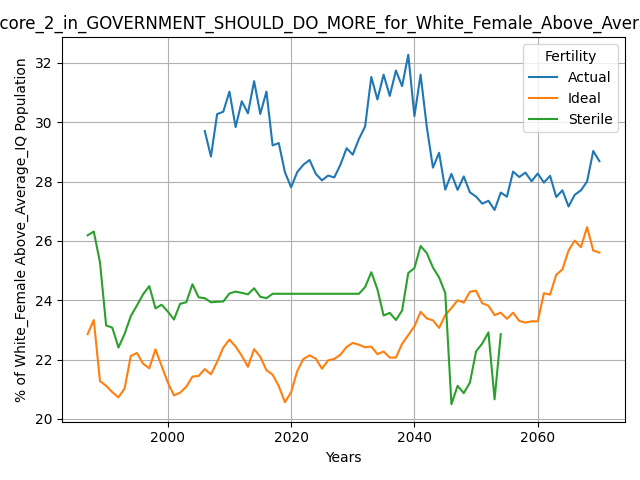 core_2_in_GOVERNMENT_SHOULD_DO_MORE_for_White_Female_Above_Aver
Fertility
Actual
Ideal
Sterile
% of White_Female Above_Average_IQ Population
32
30
28
26
24
22
20
2000
2020
2040
2060
Years